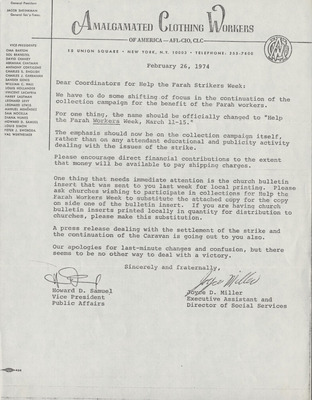 AMALGAMATED CLOTHING WORKERS
OF AMERICA — AFL-CIO, CLC
15 UNION SQUARE • NEW YORK, N.Y. 10003 • TELEPHONE:
General President
JACOB SHEINKMAN
General Sec'y-Treas.
VICE PRESIDENTS
February 26, 1974
Dear Coordinators for Help the Farah Strikers Week:
We have to do some shifting of focus in the continuation of the
collection campaign for the benefit of the Farah workers.
For one thing, the name should be officially changed to "Help
the Farah Workers Week, March 11-15."
The emphasis should now be on the collection campaign itself,
rather than on any attendant educational and publicity activity
dealing with the issues of the strike.
Please encourage direct financial contributions to the extent
that money will be available to pay shipping charges.
One thing that needs immediate attention is the church bulletin
insert that was sent to you last week for local printing. Please
ask churches wishing to participate in collections for Help the
Farah Workers Week to substitute the attached copy for the copy
on side one of the bulletin insert. If you are having church
bulletin inserts printed locally in quantity for distribution to
churches, please make this substitution.
A press release dealing with the settlement of the strike and
the continuation of the Caravan is going out to you also.
Our apologies for last-minute changes and confusion, but there
seems to be no other way to deal with a victory.
Sincerely and fraternally,
Joyce Miller
Howard D. Samuel
Vice President
Public Affairs
Joyce D. Miller
Executive Assistant and
Director of Social Services